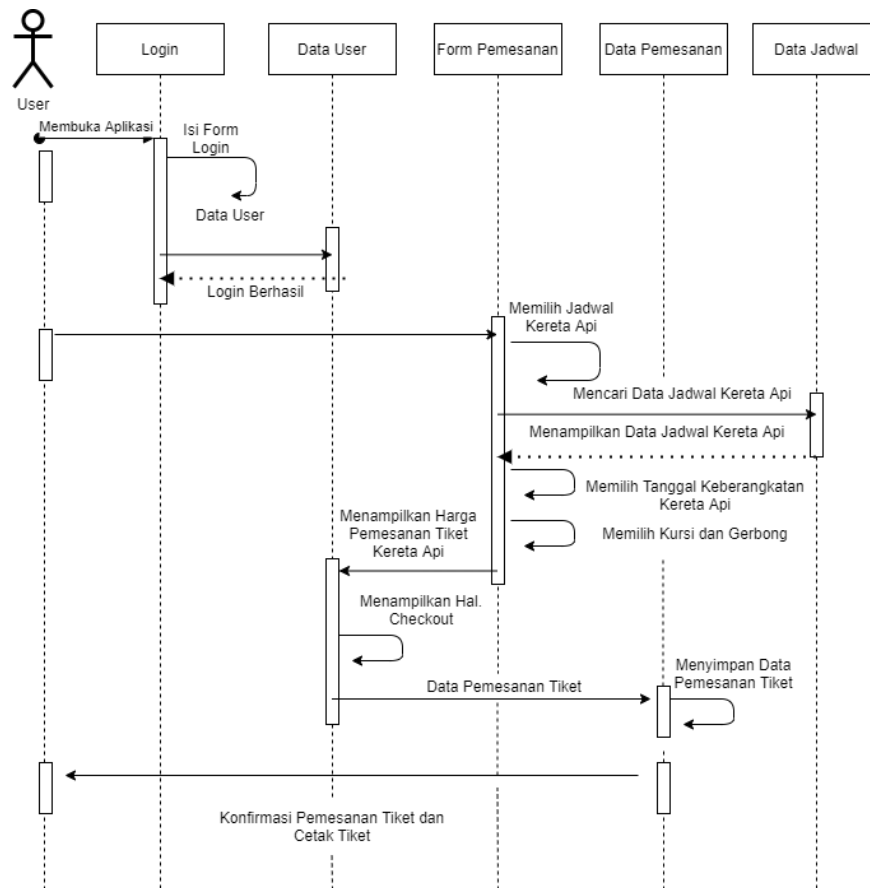 Login
Data User
Form Pemesanan
Data Pemesanan
Data Jadwal
User
Membuka Aplikasi
Isi Form
Login
Data User
Login Berhasil
Memilih Jadwal
Kereta Api
Mencari Data Jadwal Kereta Api
Menampilkan Data Jadwal Kereta Api
Memilih Tanggal Keberangkatan
Kereta Api
Memilih Kursi dan Gerbong
Menampilkan Harga
Pemesanan Tiket
Kereta Api
Menampilkan Hal.
Checkout
Data Pemesanan Tiket
Menyimpan Data
Pemesanan Tiket
Konfirmasi Pemesanan Tiket dan
Cetak Tiket